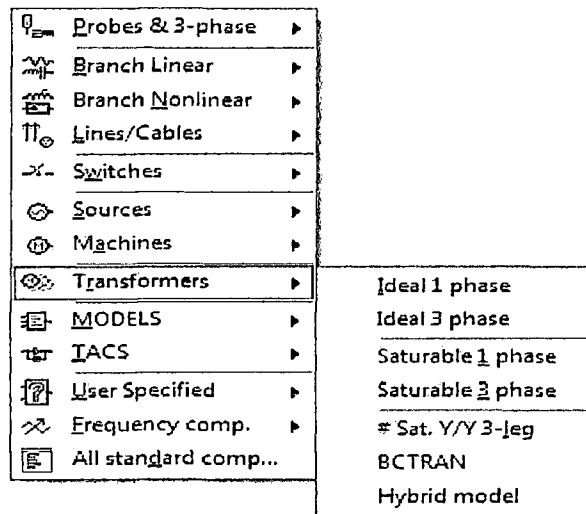 Probes & 3-phase
Branch Linear
Branch Nonlinear
Lines/Cables
Switches
Sources
Machines
Transformers
MODELS
TACS
User Specified
Frequency comp.
All standard comp...
Ideal 1 phase
Ideal 3 phase
Saturable 1 phase
Saturable 3 phase
# Sat. Y/Y 3-leg
BCTRAN
Hybrid model